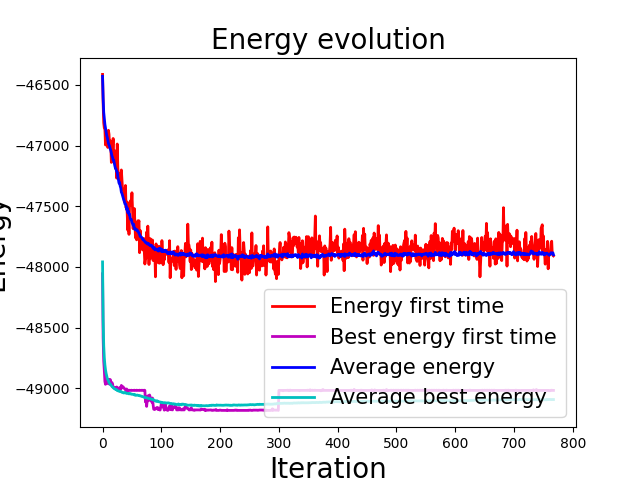 Energy evolution
Energy
−46500
−47000
−47500
−48000
−48500
−49000
Energy first time
Best energy first time
Average energy
Average best energy
0 100 200 300 400 500 600 700 800
Iteration